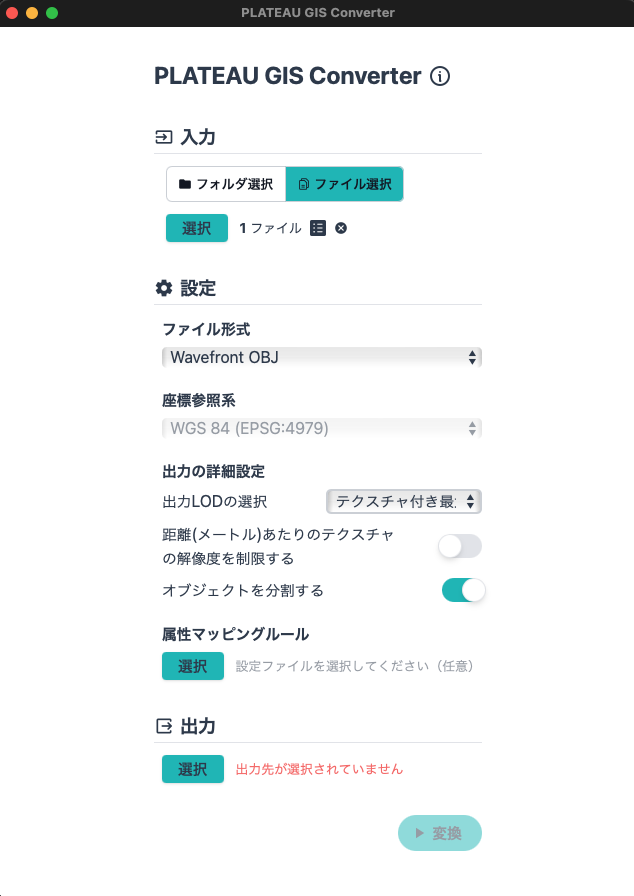 PLATEAU GIS Converter
PLATEAU GIS Converter
入力
フォルダ選択 ファイル選択
選択 1 ファイル
設定
ファイル形式
Wavefront OBJ
座標参照系
WGS 84 (EPSG:4979)
出力の詳細設定
出力LODの選択 テクスチャ付き最
距離(メートル)あたりのテクスチャ
の解像度を制限する
オブジェクトを分割する
属性マッピングルール
選択 設定ファイルを選択してください（任意）
出力
選択 出力先が選択されていません
変換